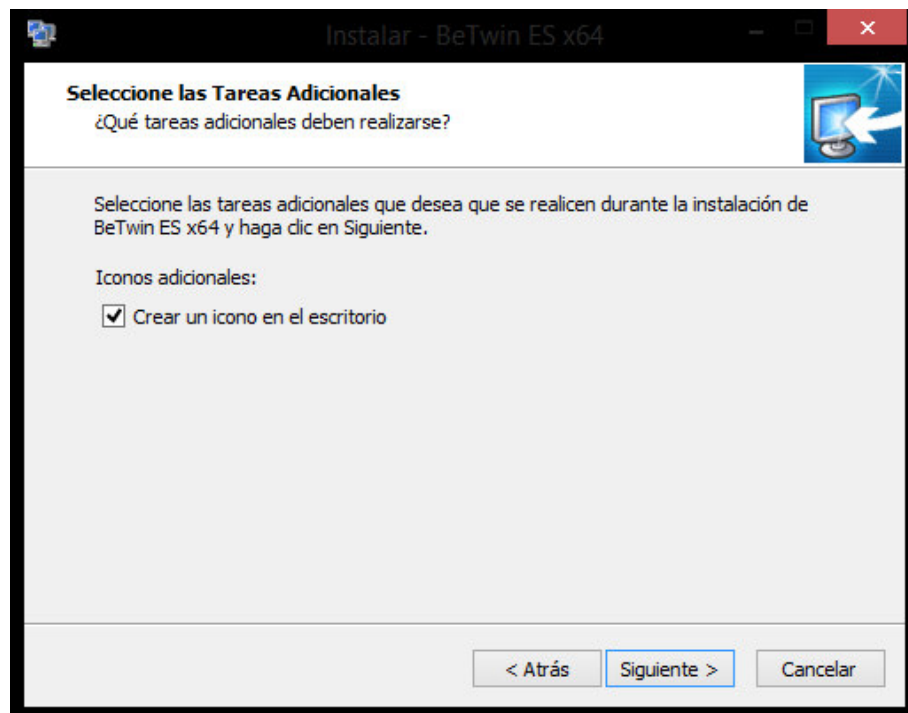 Instalar - BeTwin ES x64
Seleccione las Tareas Adicionales
¿Qué tareas adicionales deben realizarse?
Seleccione las tareas adicionales que desea que se realicen durante la instalación de
BeTwin ES x64 y haga clic en Siguiente.
Iconos adicionales:
Crear un icono en el escritorio
< Atrás
Siguiente >
Cancelar